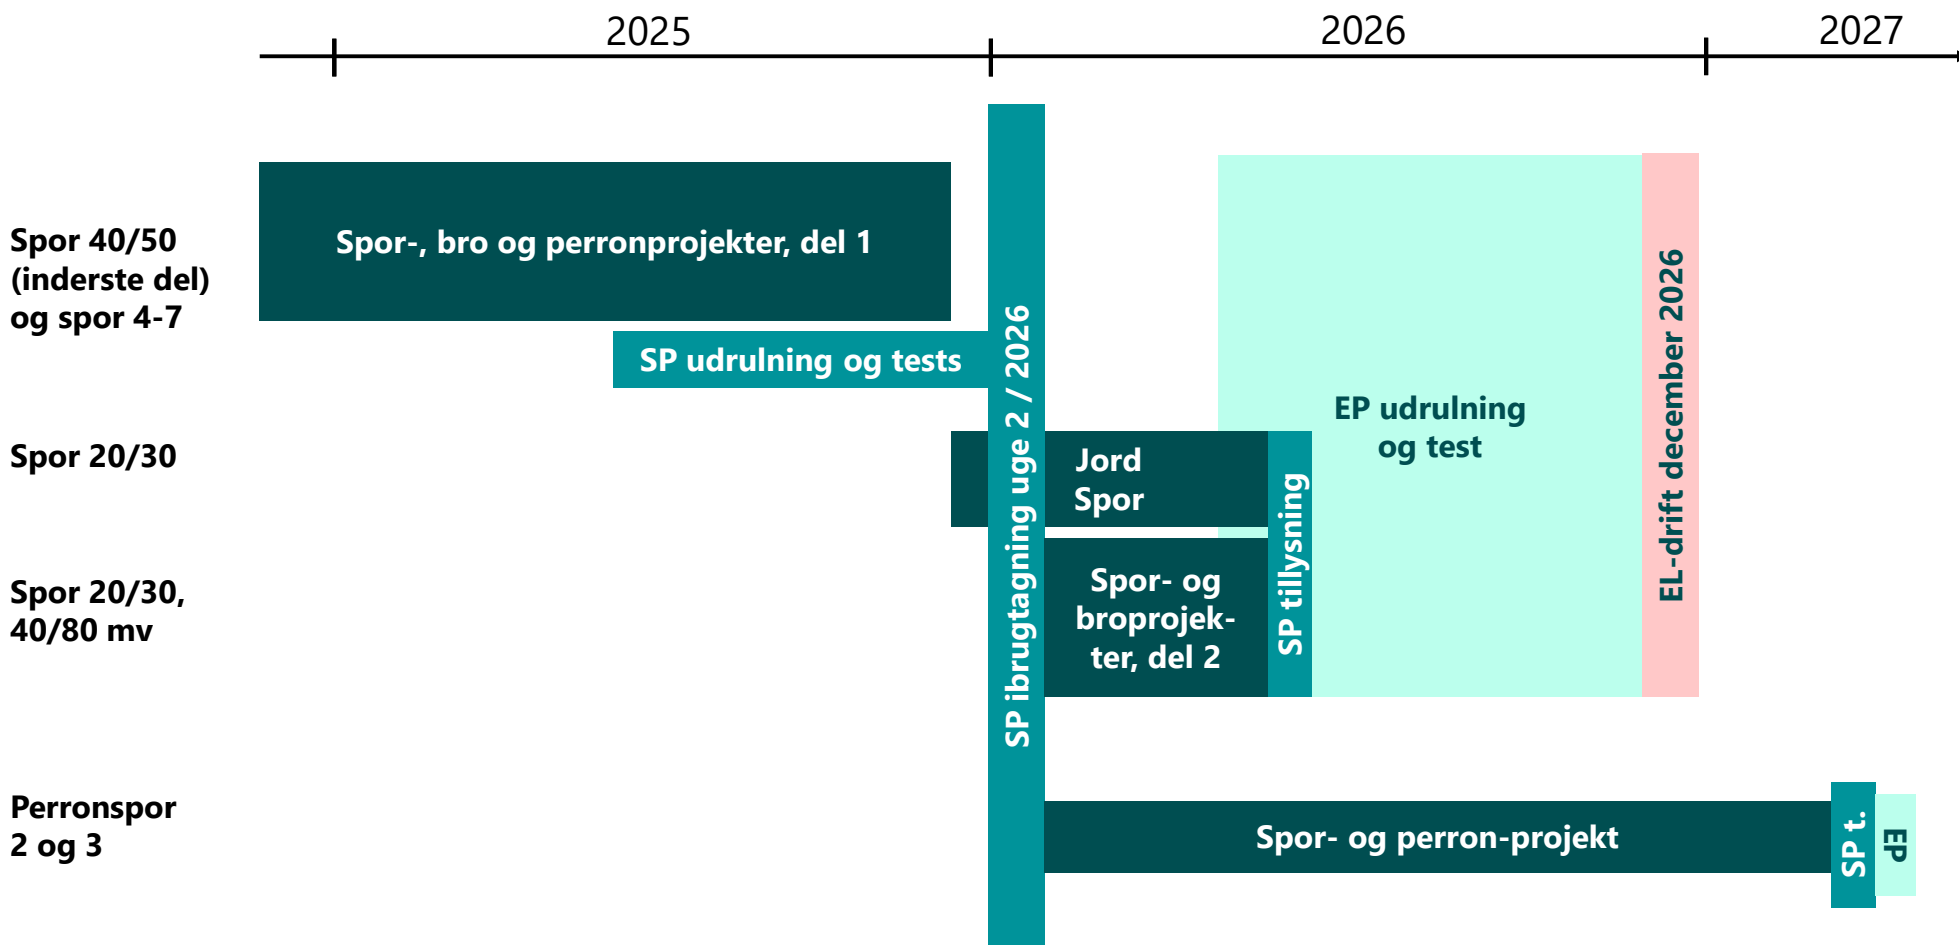 2025
2026
2027
Spor 40/50
(inderste del)
og spor 4-7
Spor-, bro og perronprojekter, del 1
SP udrulning og tests
SP ibrugtagning uge 2 / 2026
EP udrulning
og test
EL-drift december 2026
Spor 20/30
Jord
Spor
SP tillysning
Spor 20/30,
40/80 mv
Spor- og
broprojek-
ter, del 2
Perronspor
2 og 3
Spor- og perron-projekt
SP t.
EP